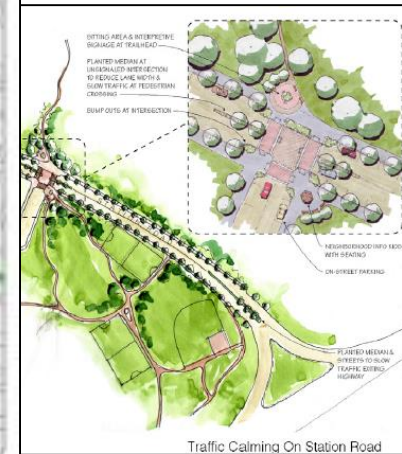 SITTING AREA & INTERPRETIVE
SIGNAGE AT TRAILHEAD
PLANTED MEDIAN AT
UNSIGNALED INTERSECTION
TO REDUCE LANE WIDTH &
SLOW TRAFFIC AT PEDESTRIAN
CROSSING
BUMP OUTS AT INTERSECTION
NEIGHBORHOOD INFO KIOS
WITH SEATING
ON-STREET PARKING
PLANTED MEDIAN &
STREETS TO SLOW
TRAFFIC EXITING
HIGHWAY
Traffic Calming On Station Road